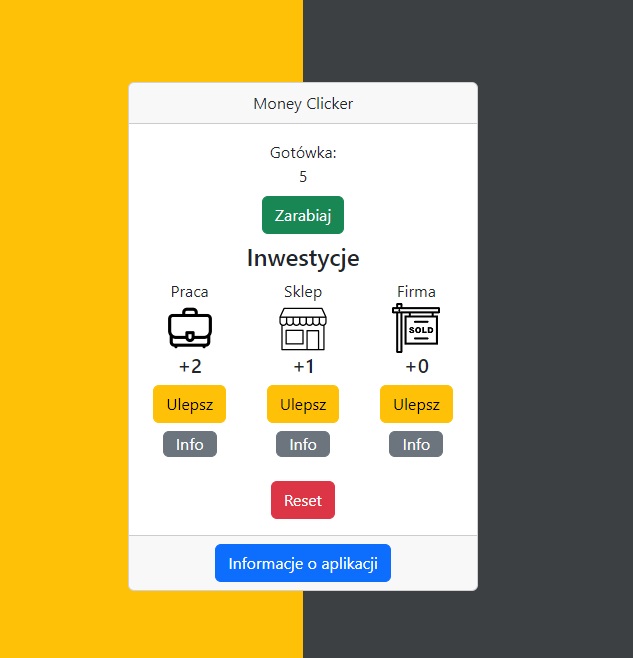 Money Clicker
Gotówka:
5
Zarabiaj
Inwestycje
Praca Sklep Firma
SOLD
+2 +1 +0
Ulepsz Ulepsz Ulepsz
Info Info Info
Reset
Informacje o aplikacji